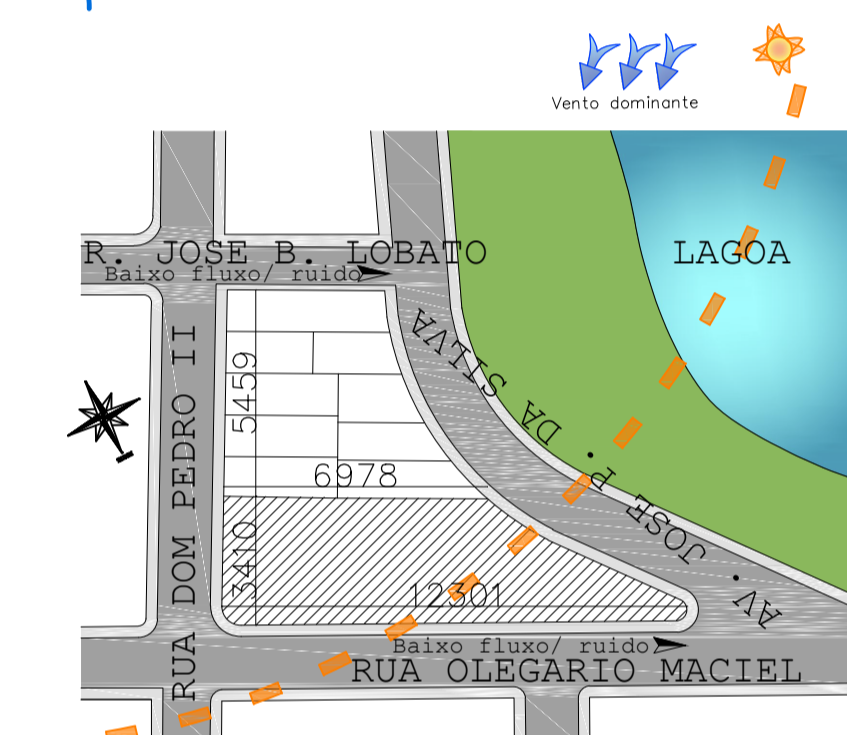 Vento dominante
R. JOSE B. LOBATO
LAGOA
Baixo fluxo/ ruido
AV. JOSE P. DA SILVA
RUA DOM PEDRO II
5459
6978
3410
12301
Baixo fluxo/ ruido
RUA OLEGARIO MACIEL